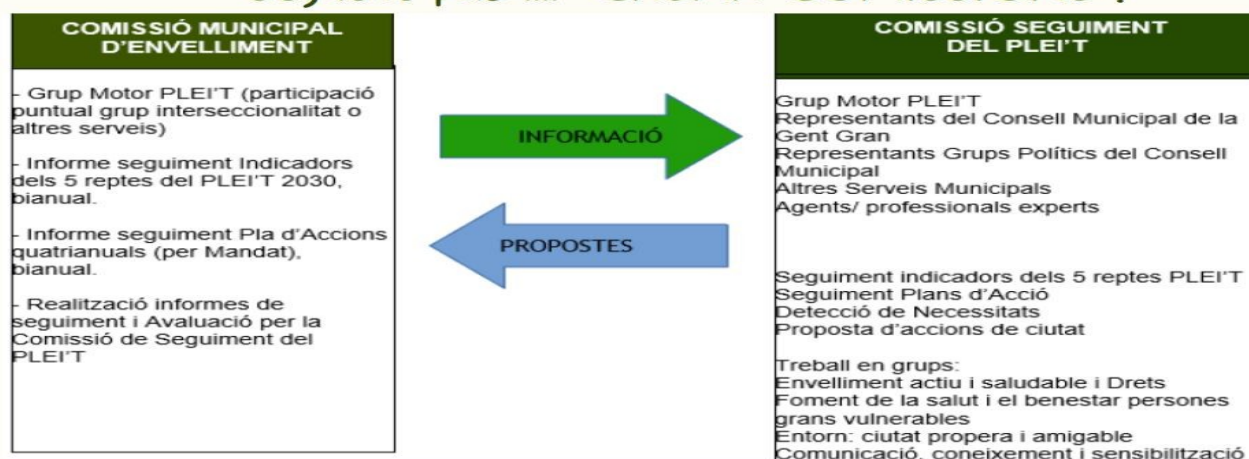 COMISSIÓ MUNICIPAL
D'ENVELLIMENT
- Grup Motor PLEI'T (participació
puntual grup interseccionalitat o
altres serveis)
- Informe seguiment Indicadors
dels 5 reptes del PLEI'T 2030,
bianual.
- Informe seguiment Pla d'Accions
quatrianuals (per Mandat),
bianual.
- Realització informes de
seguiment i Avaluació per la
Comissió de Seguiment del
PLEI'T
INFORMACIÓ
PROPOSTES
COMISSIÓ SEGUIMENT
DEL PLEI'T
Grup Motor PLEI'T
Representants del Consell Municipal de la
Gent Gran
Representants Grups Polítics del Consell
Municipal
Altres Serveis Municipals
Agents/ professionals experts
Seguiment indicadors dels 5 reptes PLEI'T
Seguiment Plans d'Acció
Detecció de Necessitats
Proposta d'accions de ciutat
Treball en grups:
Envelliment actiu i saludable i Drets
Foment de la salut i el benestar persones
grans vulnerables
Entorn: ciutat propera i amigable
Comunicació, coneixement i sensibilització